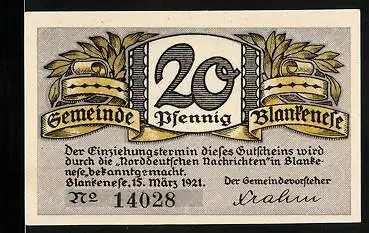 20
Gemeinde Pfennig Blankenese
Der Einziehungstermin dieses Gutscheins wird
durch die „Norddeutschen Nachrichten" in Blanke-
nese, bekanntgemacht.
Blankenese, 15. März 1921. Der Gemeindevorsteher
No 14028